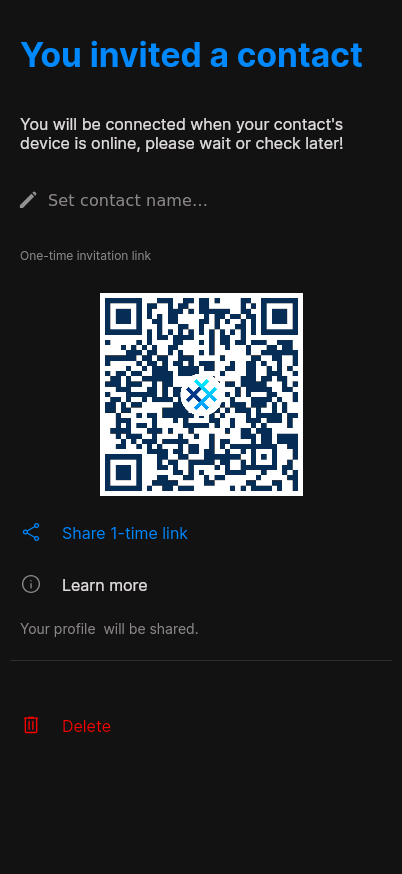 You invited a contact
You will be connected when your contact's
device is online, please wait or check later!
Set contact name...
One-time invitation link
Share 1-time link
Learn more
Your profile  will be shared.
Delete